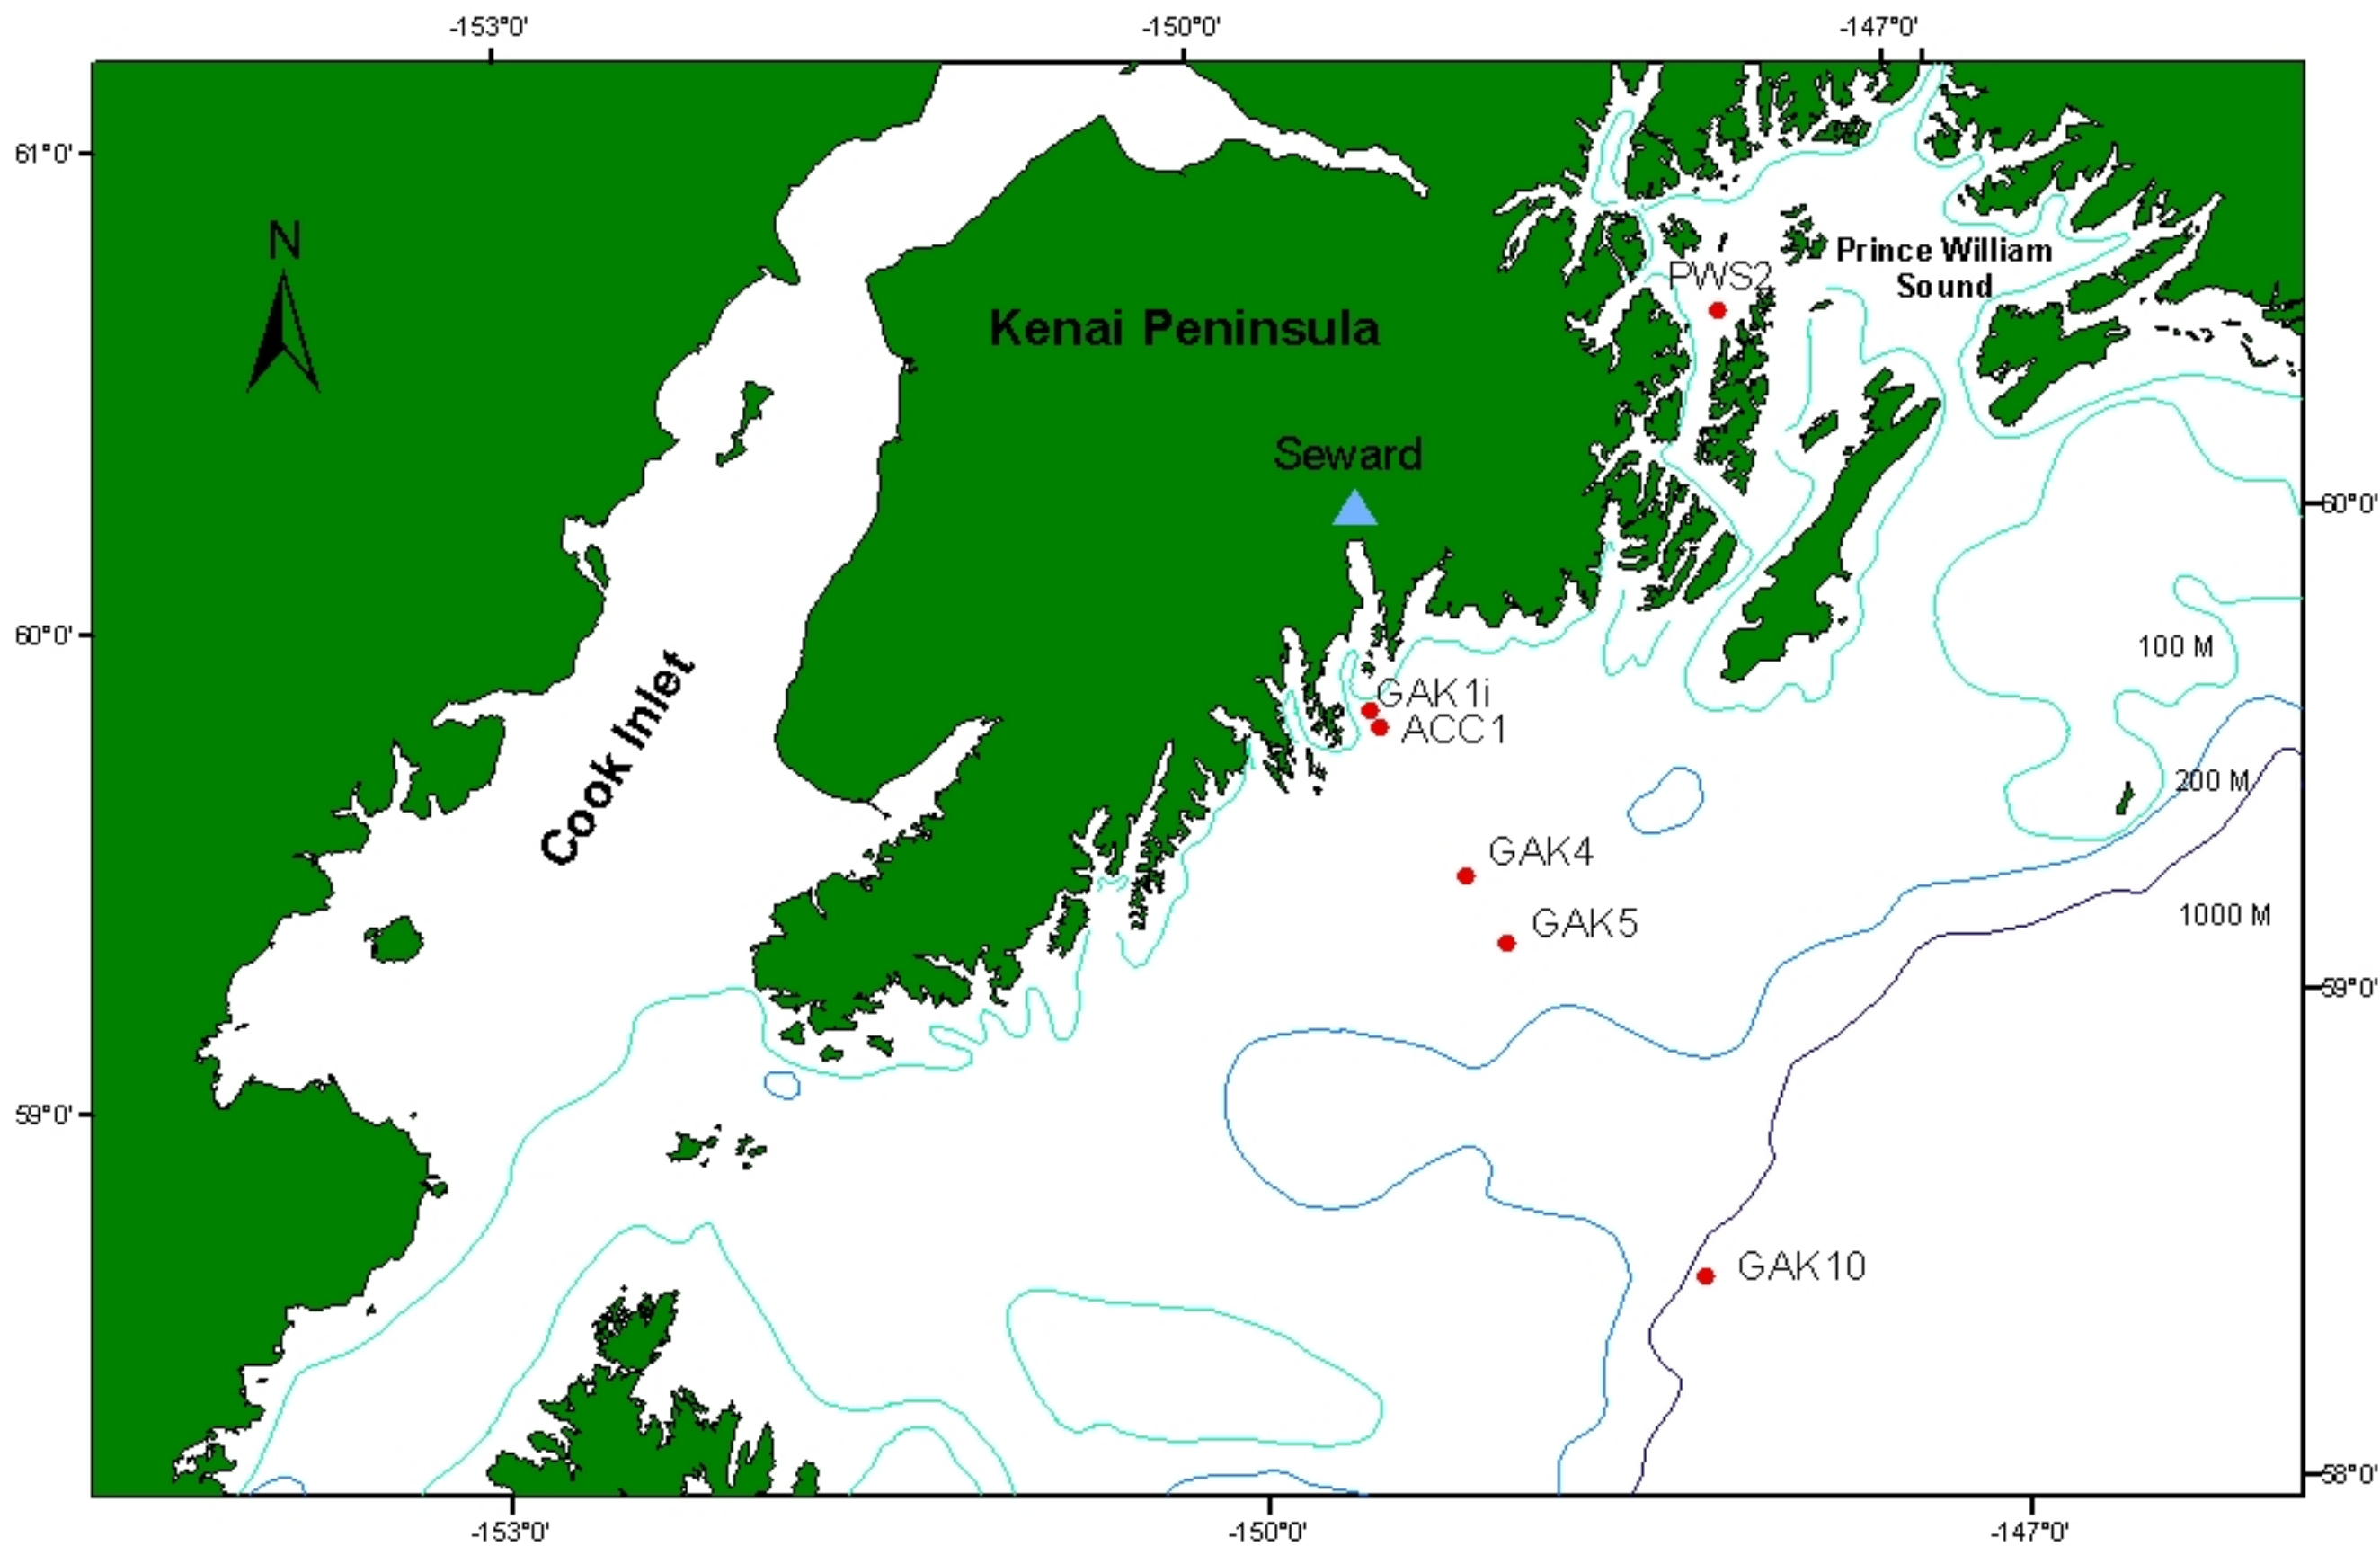 -153°0'
-150°0'
-147°0'
61°0'
N
Prince William
Sound
PWS2
Kenai Peninsula
Seward
60°0'
60°0'
100 M
Cook Inlet
GAK1i
ACC1
200 M
GAK4
1000 M
GAK5
59°0'
59°0'
GAK10
58°0'
-153°0'
-150°0'
-147°0'